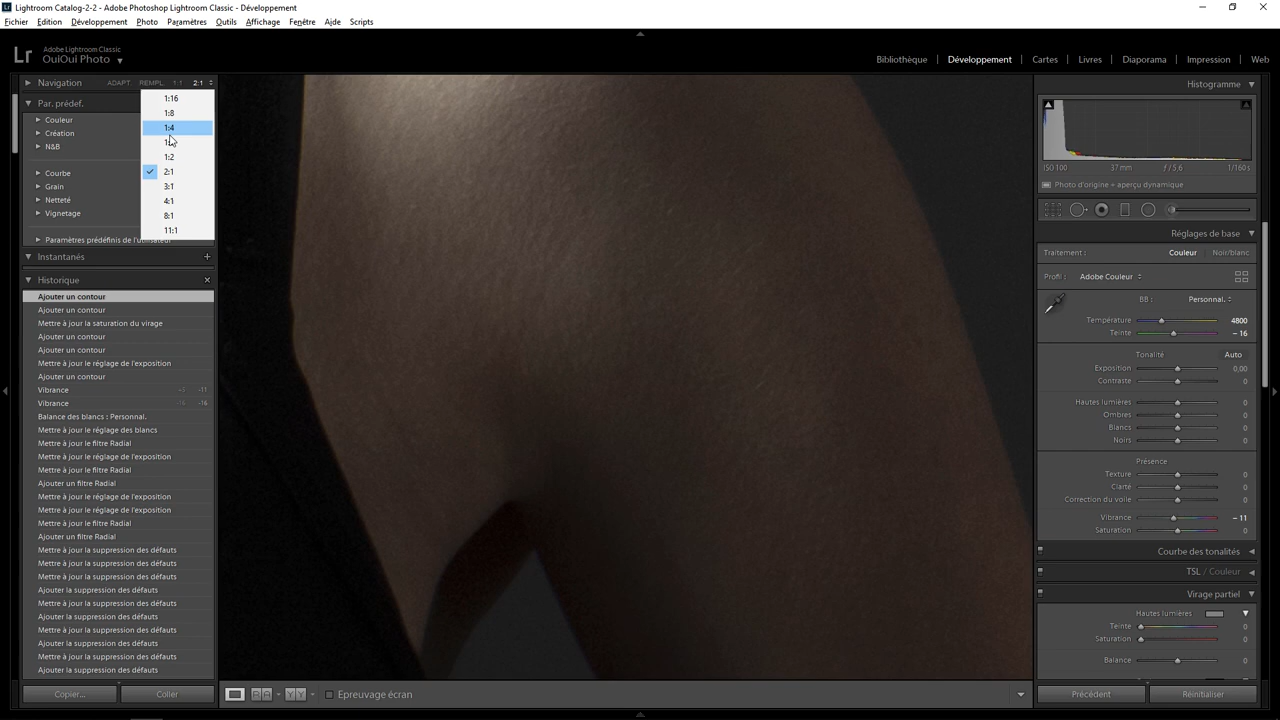 Lightroom Catalog-2-2 - Adobe Photoshop Lightroom Classic - Développement
Fichier Edition Développement Photo Paramètres Outils Affichage Fenêtre Aide Scripts
Lr Adobe Lightroom Classic
OuiOui Photo
Bibliothèque Développement Cartes Livres Diaporama Impression Web
Navigation ADAPT. REMPL. 1:1 2:1
1:16
1:8
1:4
1:2
2:1
3:1
4:1
8:1
11:1
Par. prédef.
Couleur
Création
N&B
Courbe
Grain
Netteté
Vignetage
Paramètres prédéfinis de l'utilisateur
Instantanés +
Historique
Ajouter un contour
Ajouter un contour
Mettre à jour la saturation du virage
Ajouter un contour
Ajouter un contour
Mettre à jour le réglage de l'exposition
Ajouter un contour
Vibrance -11
Vibrance -16 -16
Balance des blancs : Personnal.
Mettre à jour le réglage des blancs
Mettre à jour le filtre Radial
Mettre à jour le réglage de l'exposition
Mettre à jour le filtre Radial
Ajouter un filtre Radial
Mettre à jour le réglage de l'exposition
Mettre à jour le réglage de l'exposition
Mettre à jour le filtre Radial
Ajouter un filtre Radial
Mettre à jour la suppression des défauts
Mettre à jour la suppression des défauts
Mettre à jour la suppression des défauts
Ajouter la suppression des défauts
Mettre à jour la suppression des défauts
Ajouter la suppression des défauts
Mettre à jour la suppression des défauts
Ajouter la suppression des défauts
Mettre à jour la suppression des défauts
Ajouter la suppression des défauts
Copier... Coller
Epreuvage écran
Histogramme
ISO 100 37 mm ƒ / 5,6 1/160 s
Photo d'origine + aperçu dynamique
Réglages de base
Traitement : Couleur Noir/blanc
Profil : Adobe Couleur
BB : Personnal.
Température 4800
Teinte - 16
Tonalité Auto
Exposition 0,00
Contraste 0
Hautes lumières 0
Ombres 0
Blancs 0
Noirs 0
Présence
Texture 0
Clarté 0
Correction du voile 0
Vibrance - 11
Saturation 0
Courbe des tonalités
TSL / Couleur
Virage partiel
Hautes lumières
Teinte 0
Saturation 0
Balance 0
Précédent Réinitialiser